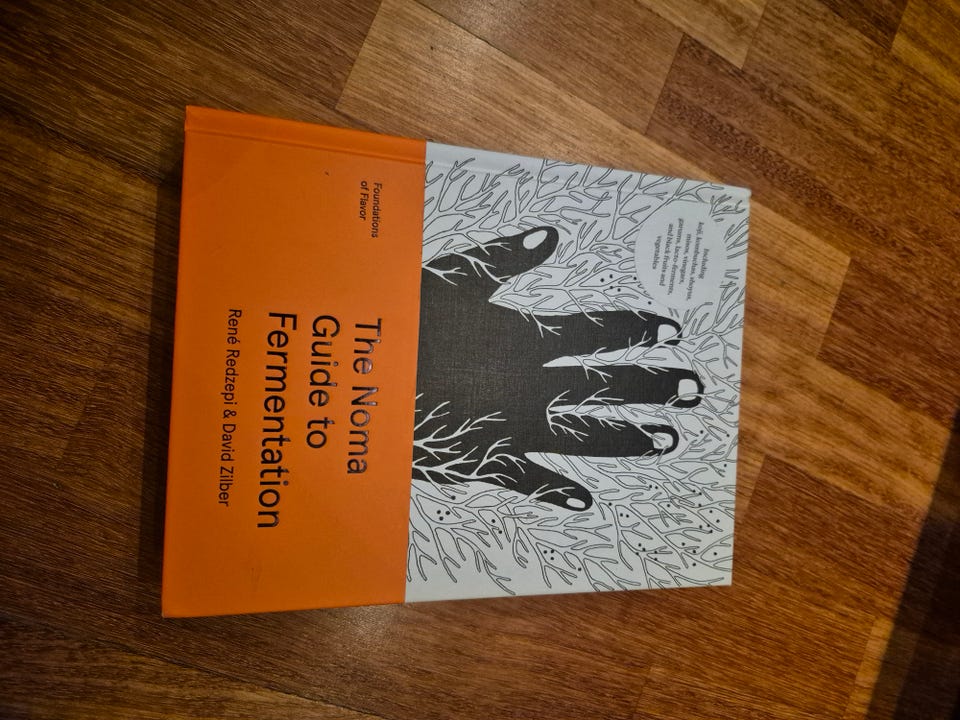 Including
koji, kombuchas, shoyus,
misos, vinegars,
garums, lacto-ferments,
and black fruits and
vegetables
Foundations
of Flavor
The Noma
Guide to
Fermentation
René Redzepi & David Zilber